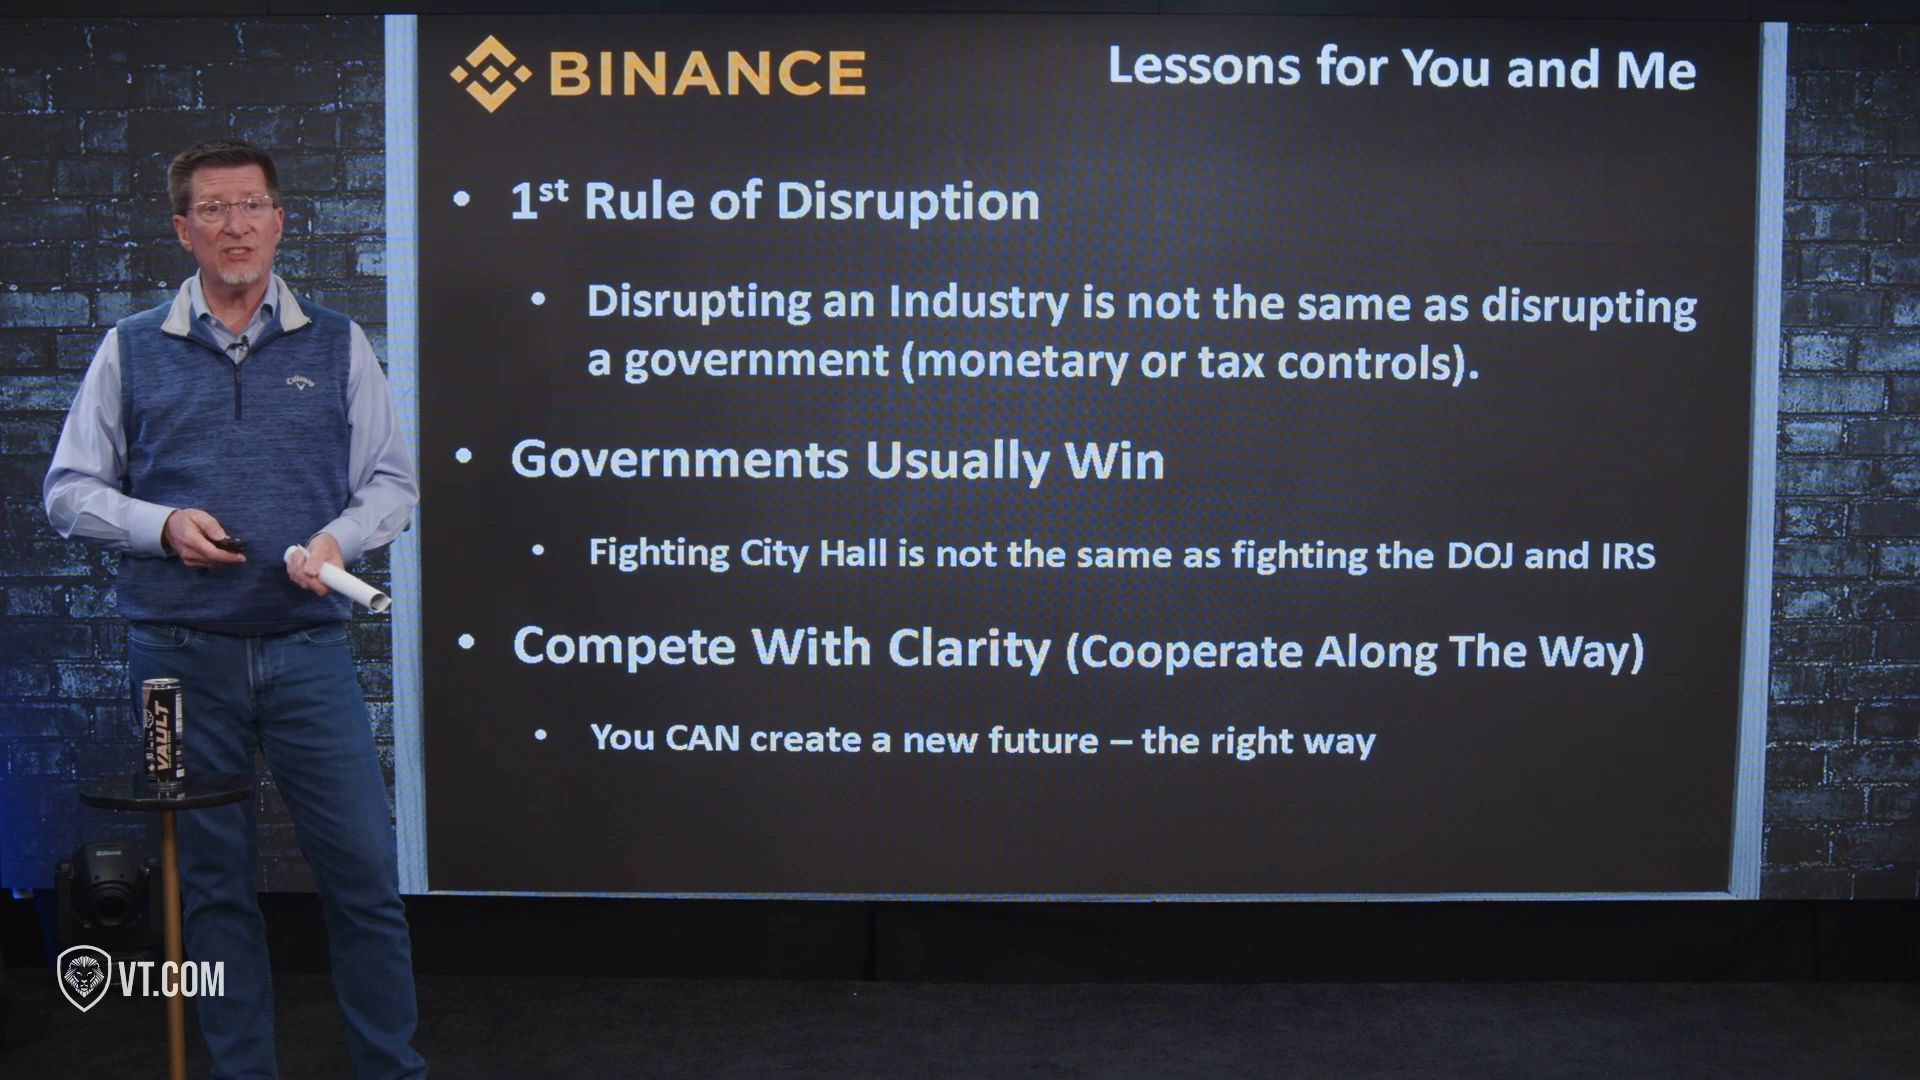 BINANCE
Lessons for You and Me
• 1st Rule of Disruption
• Disrupting an Industry is not the same as disrupting
a government (monetary or tax controls).
• Governments Usually Win
• Fighting City Hall is not the same as fighting the DOJ and IRS
• Compete With Clarity (Cooperate Along The Way)
• You CAN create a new future – the right way
Callaway
VAULT
VT.COM